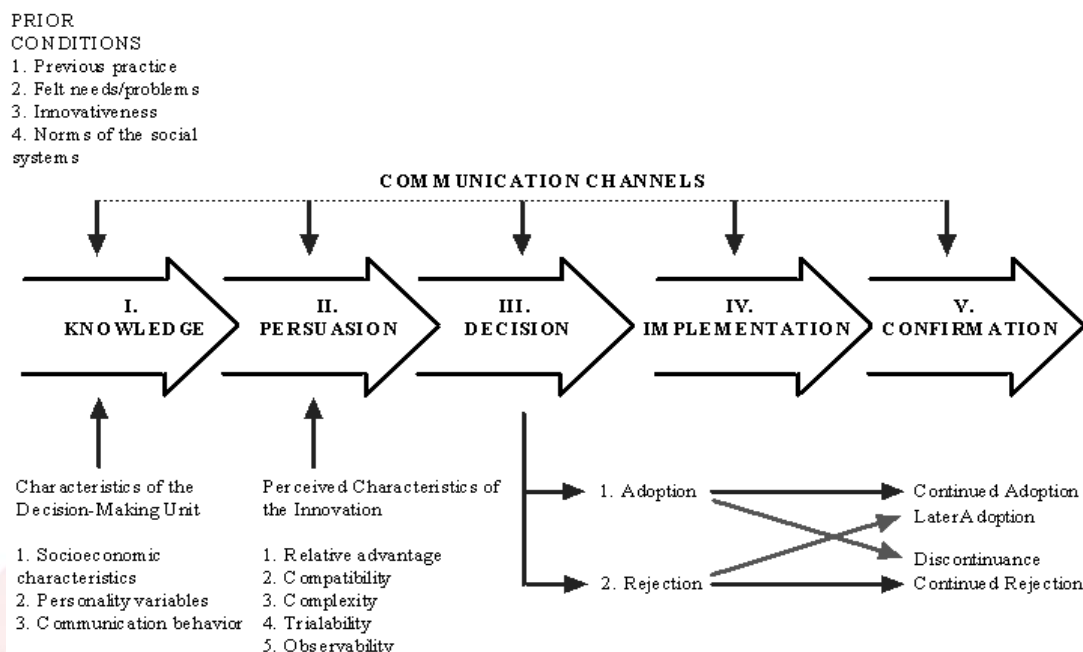 PRIOR
CONDITIONS
1. Previous practice
2. Felt needs/problems
3. Innovativeness
4. Norms of the social
systems
COMMUNICATION CHANNELS
I.
KNOWLEDGE
II.
PERSUASION
III.
DECISION
IV.
IMPLEMENTATION
V.
CONFIRMATION
Characteristics of the
Decision-Making Unit
1. Socioeconomic
characteristics
2. Personality variables
3. Communication behavior
Perceived Characteristics of
the Innovation
1. Relative advantage
2. Compatibility
3. Complexity
4. Trialability
5. Observability
1. Adoption
2. Rejection
Continued Adoption
Later Adoption
Discontinuance
Continued Rejection